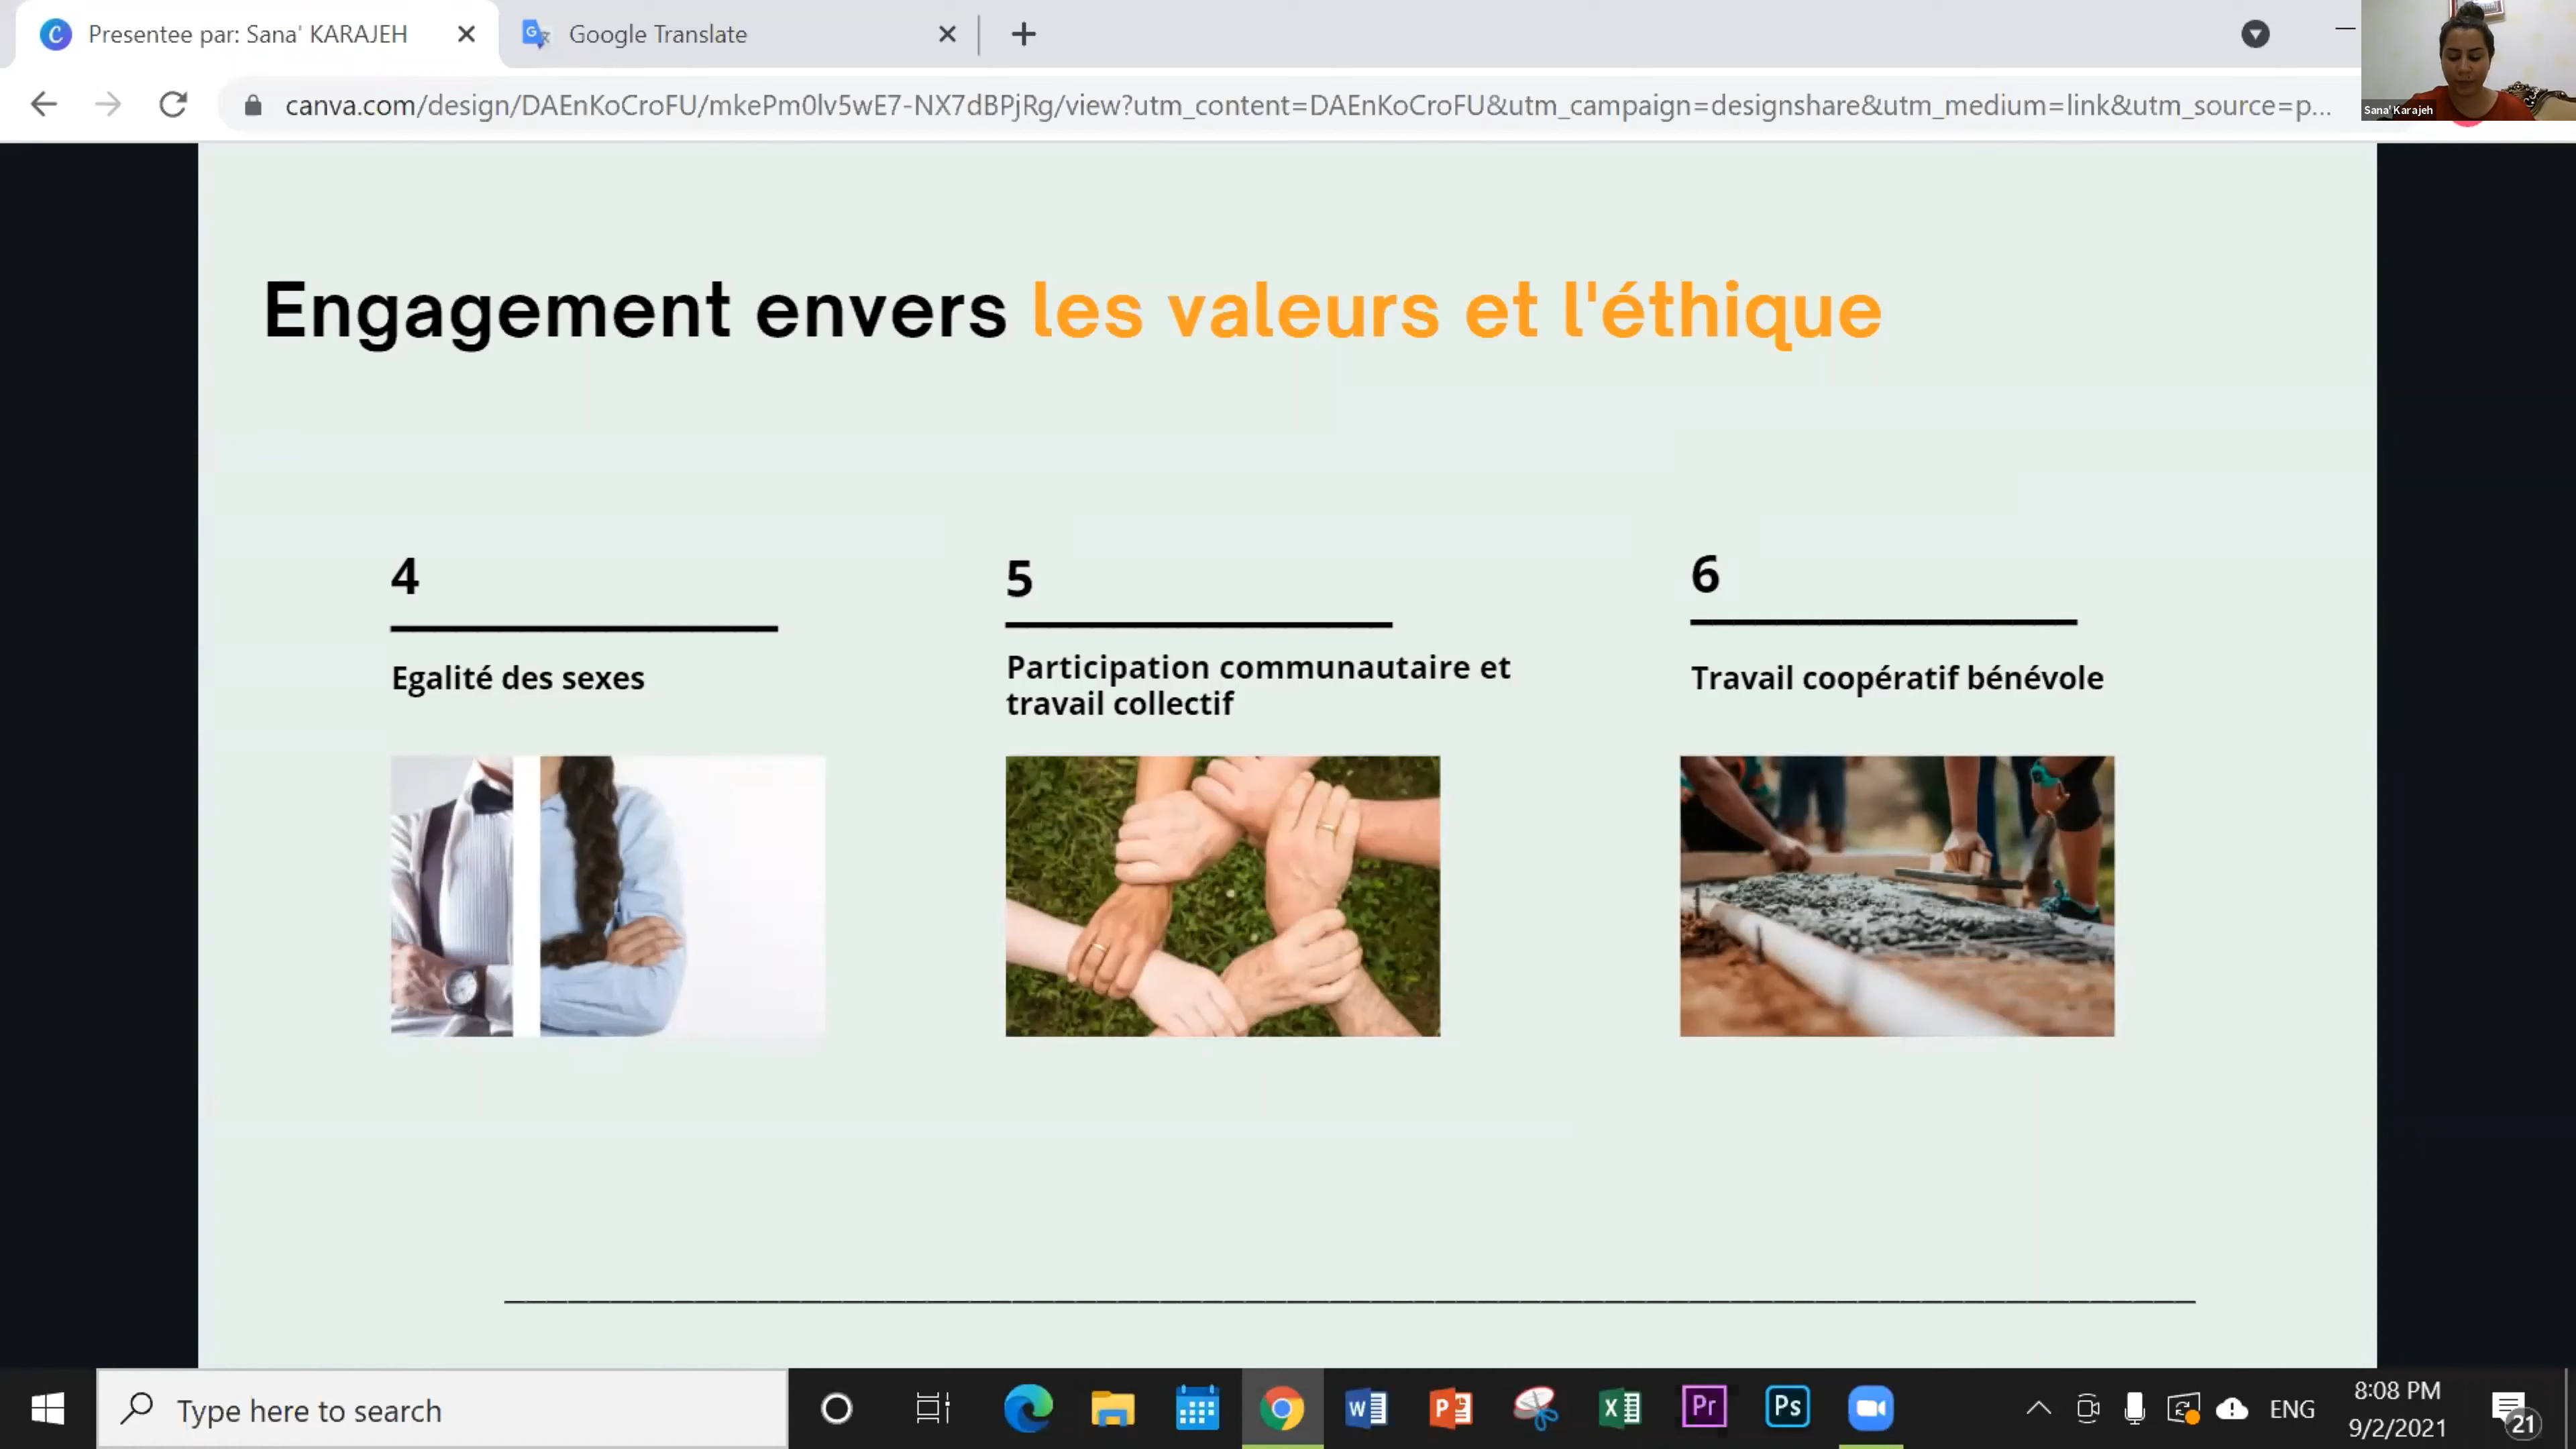 Presentee par: Sana' KARAJEH
Google Translate
canva.com/design/DAEnKoCroFU/mkePm0lv5wE7-NX7dBPjRg/view?utm_content=DAEnKoCroFU&utm_campaign=designshare&utm_medium=link&utm_source=p...
Sana' Karajeh
Engagement envers les valeurs et l'éthique
4
Egalité des sexes
5
Participation communautaire et
travail collectif
6
Travail coopératif bénévole
Type here to search
ENG
8:08 PM
9/2/2021
21